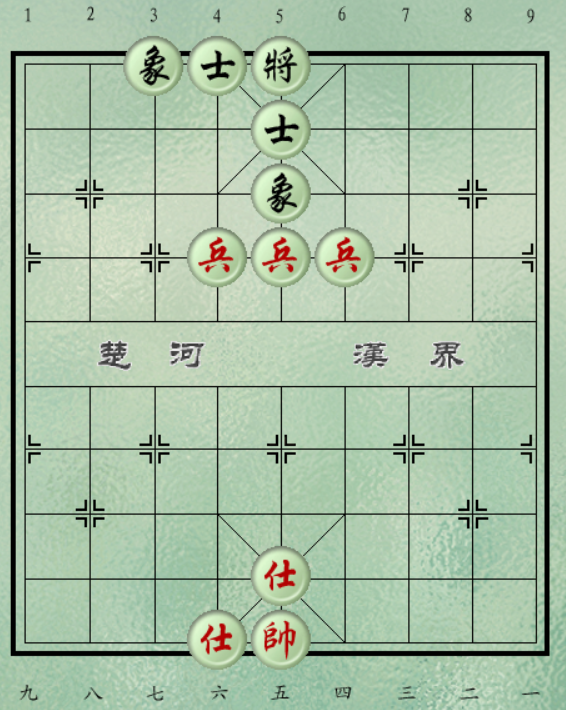 1 2 3 4 5 6 7 8 9
象 士 將
士
象
兵 兵 兵
楚 河 漢 界
仕
仕 帥
九 八 七 六 五 四 三 二 一